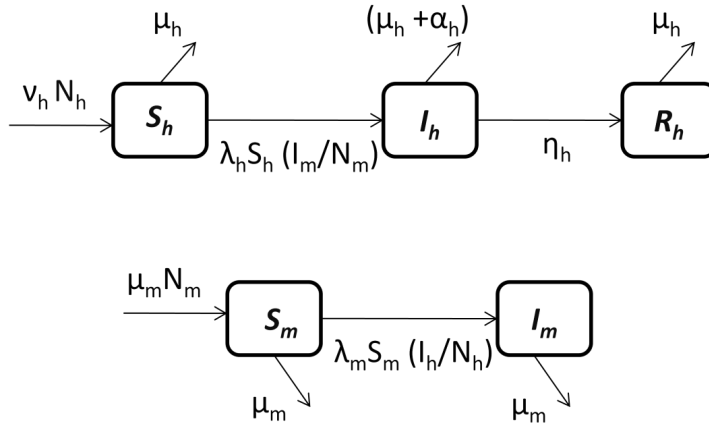 μₕ (μₕ +αₕ) μₕ
νₕ Nₕ
Sₕ Iₕ Rₕ
λₕSₕ (Iₘ/Nₘ) ηₕ
μₘNₘ
Sₘ Iₘ
λₘSₘ (Iₕ/Nₕ)
μₘ μₘ